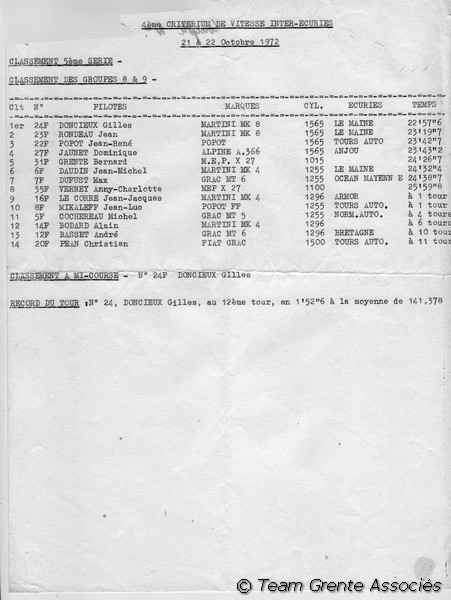 4ème CRITERIUM DE VITESSE INTER-ECURIES
21 & 22 Octobre 1972
CLASSEMENT 5ème SERIE -
CLASSEMENT DES GROUPES 8 & 9 -
Clt N° PILOTES MARQUES CYL. ECURIES TEMPS
1er 24F DONCIEUX Gilles MARTINI MK 8 1565 LE MAINE 22'57"6
2 23F RONDEAU Jean MARTINI MK 8 1565 LE MAINE 23'19"7
3 22F POPOT Jean-René POPOT 1565 TOURS AUTO 23'42"7
4 27F JAUNET Dominique ALPINE A.366 1565 ANJOU 23'43"2
5 31F GRENTE Bernard M.E.P. X 27 1015 24'26"7
6 6F DAUDIN Jean-Michel MARTINI MK 4 1255 LE MAINE 24'32"4
7 7F DUFUST Max GRAC MT 6 1255 OCEAN MAYENN E 24'38"7
8 35F VERNEY Anny-Charlotte MEP X 27 1100 25'59"8
9 16F LE CORRE Jean-Jacques MARTINI MK 4 1296 ARMOR à 1 tour
10 8F MIKALEFF Jean-Luc POPOT FF 1255 TOURS AUTO. à 1 tour
11 5F COCHEREAU Michel GRAC MT 5 1255 NORM.AUTO. à 4 tours
12 14F BODARD Alain MARTINI MK 4 1296 à 6 tour
13 12F BASSET André GRAC MT 6 1296 BRETAGNE à 10 tour
14 20F PEAN Christian FIAT GRAC 1500 TOURS AUTO. à 11 tour
CLASSEMENT A MI-COURSE - N° 24F DONCIEUX Gilles
RECORD DU TOUR :N° 24, DONCIEUX Gilles, au 12ème tour, en 1'52"6 à la moyenne de 141,378
© Team Grente Associés